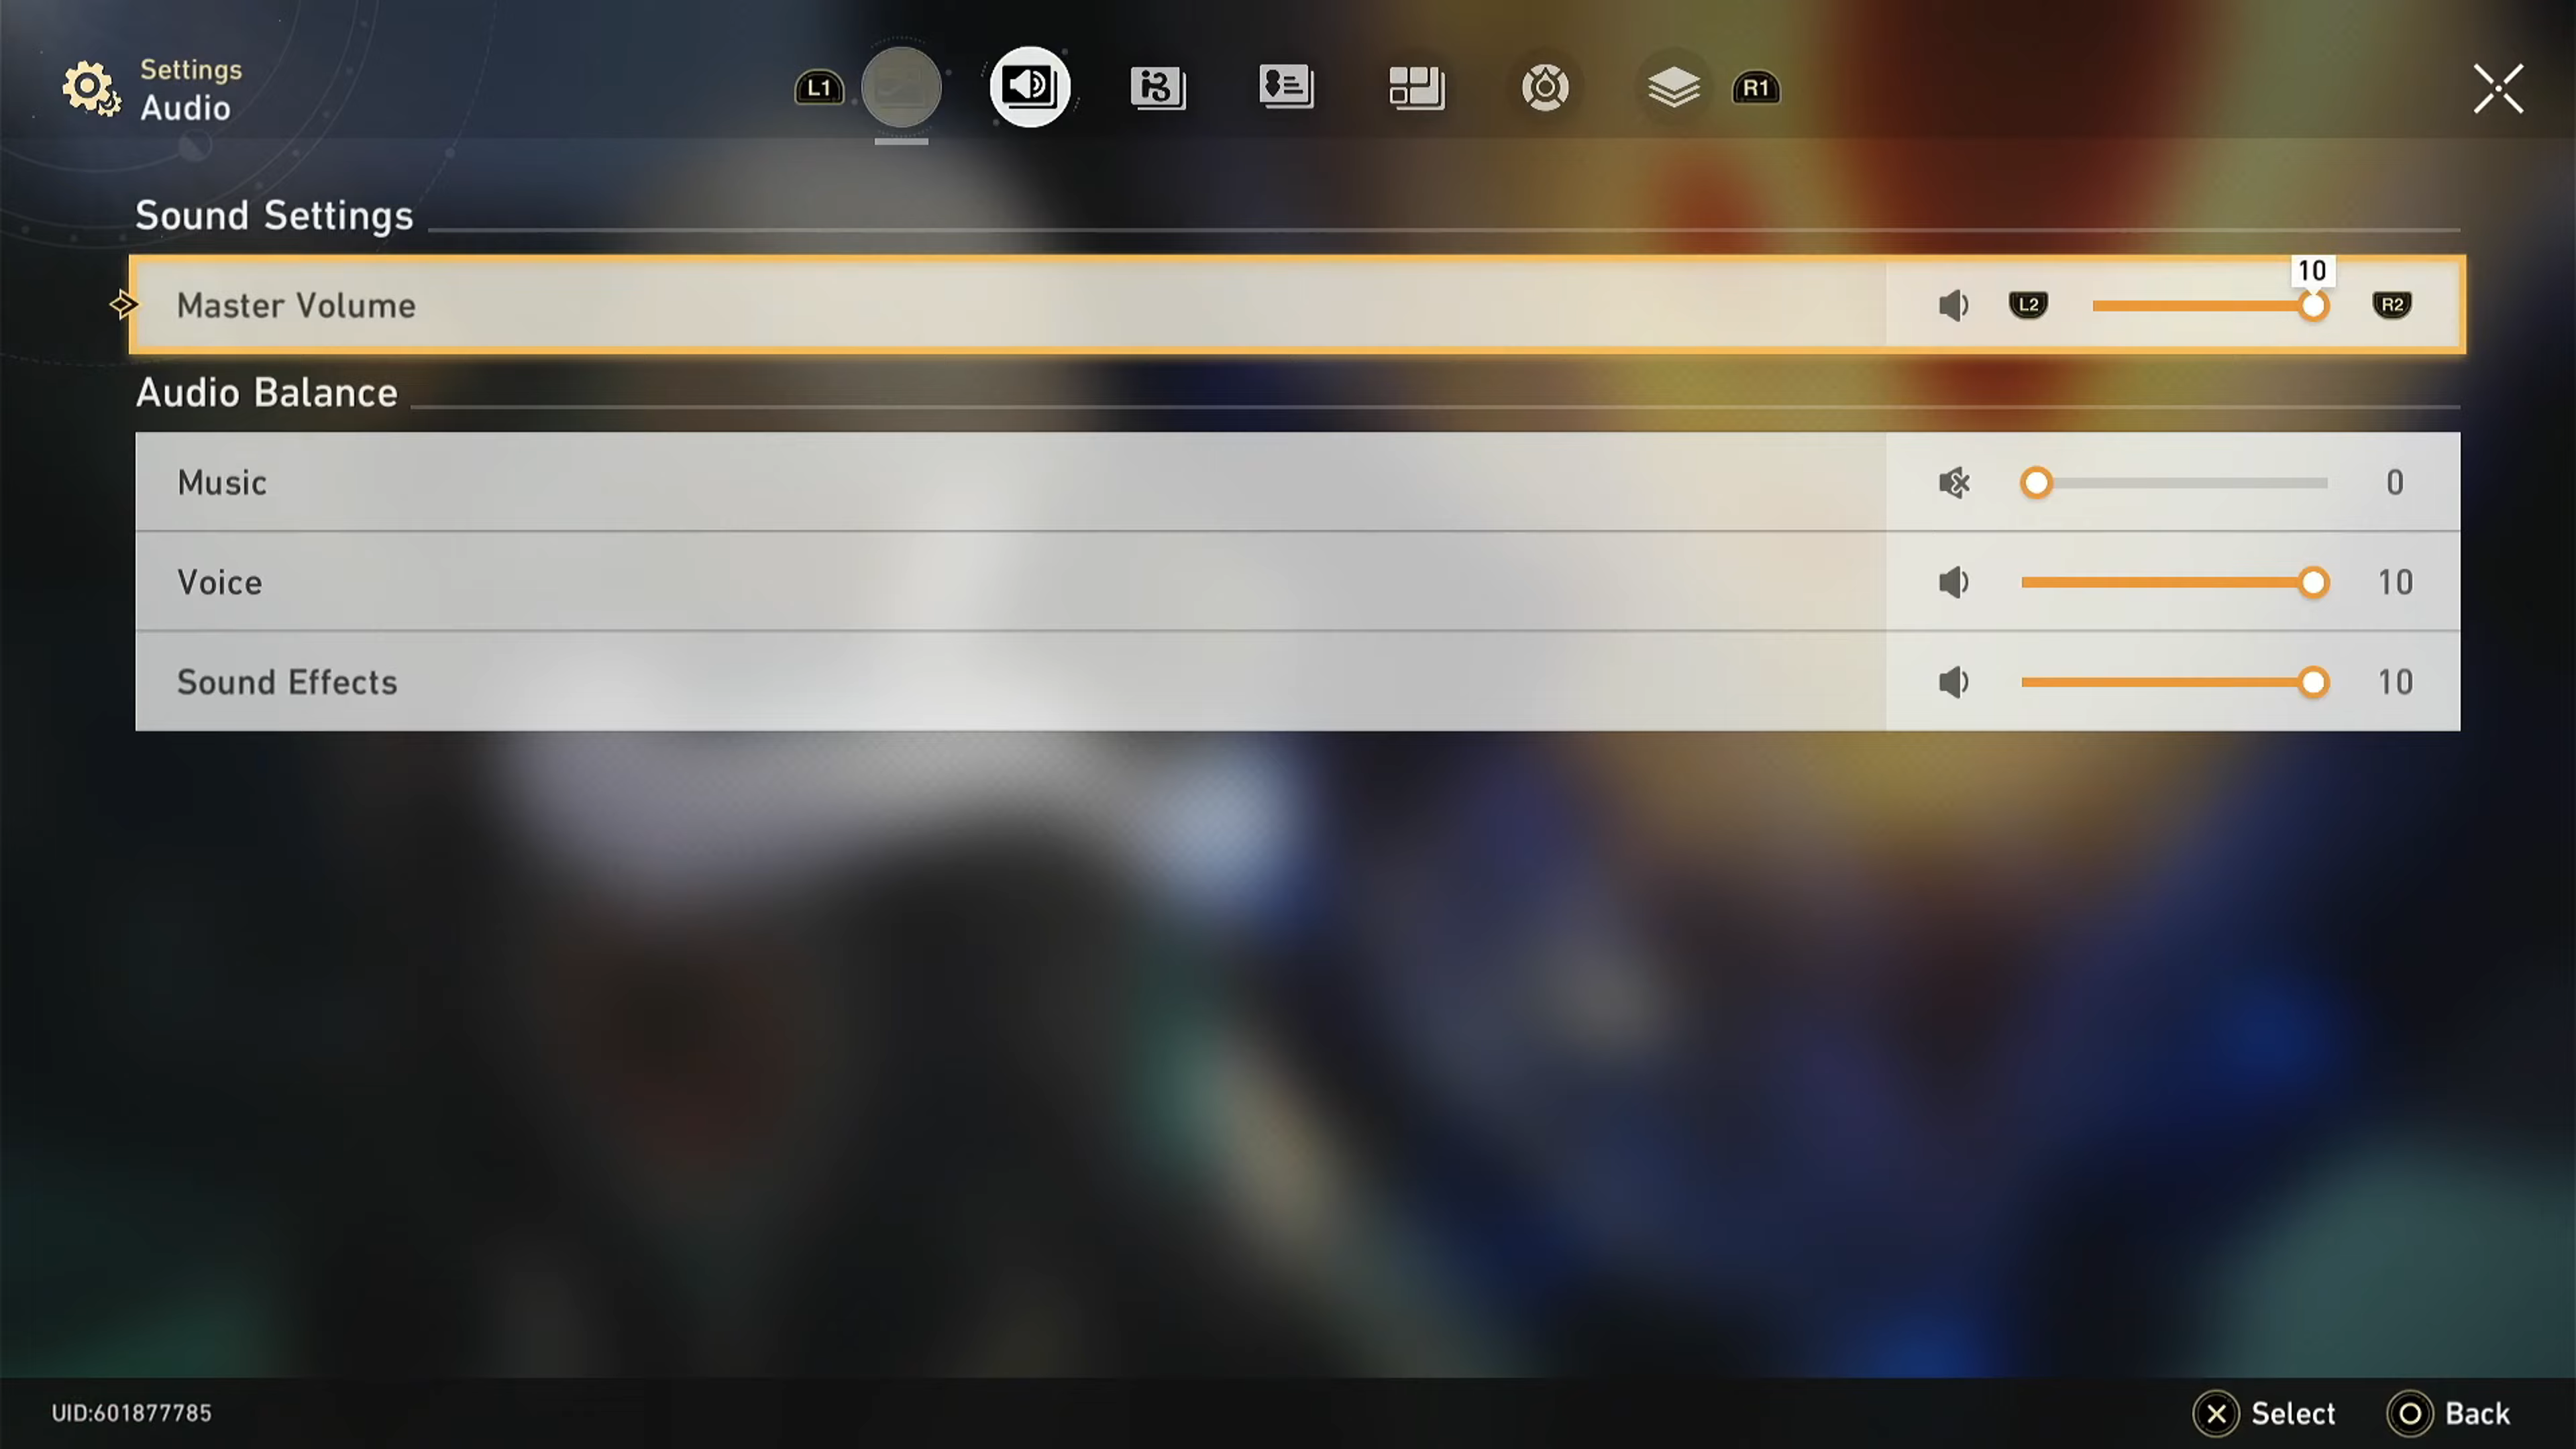 Settings
Audio
L1
R1
Sound Settings
Master Volume
L2
10
R2
Audio Balance
Music
0
Voice
10
Sound Effects
10
UID:601877785
Select
Back